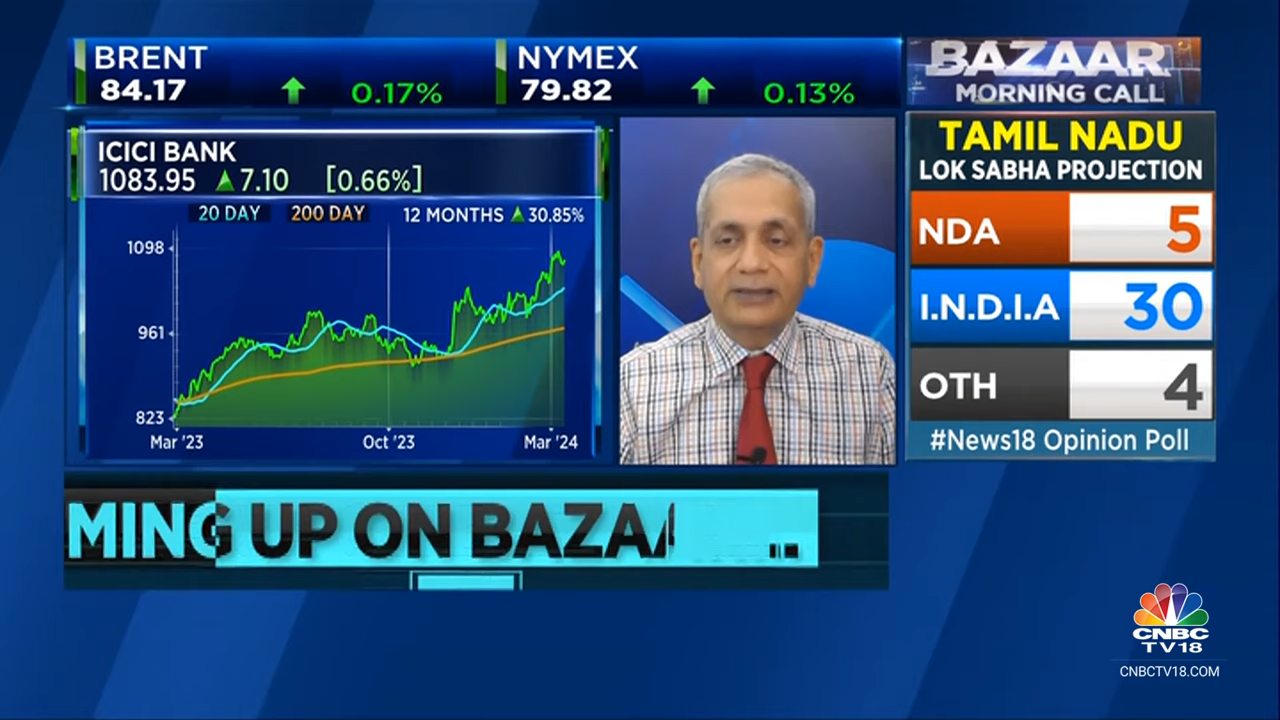 BRENT
84.17 0.17%
NYMEX
79.82 0.13%
BAZAAR
MORNING CALL
ICICI BANK
1083.95 7.10 [0.66%]
20 DAY 200 DAY 12 MONTHS 30.85%
1098
961
823
Mar '23 Oct '23 Mar '24
TAMIL NADU
LOK SABHA PROJECTION
NDA 5
I.N.D.I.A 30
OTH 4
#News18 Opinion Poll
MING UP ON BAZAA
CNBC
TV18
CNBCTV18.COM